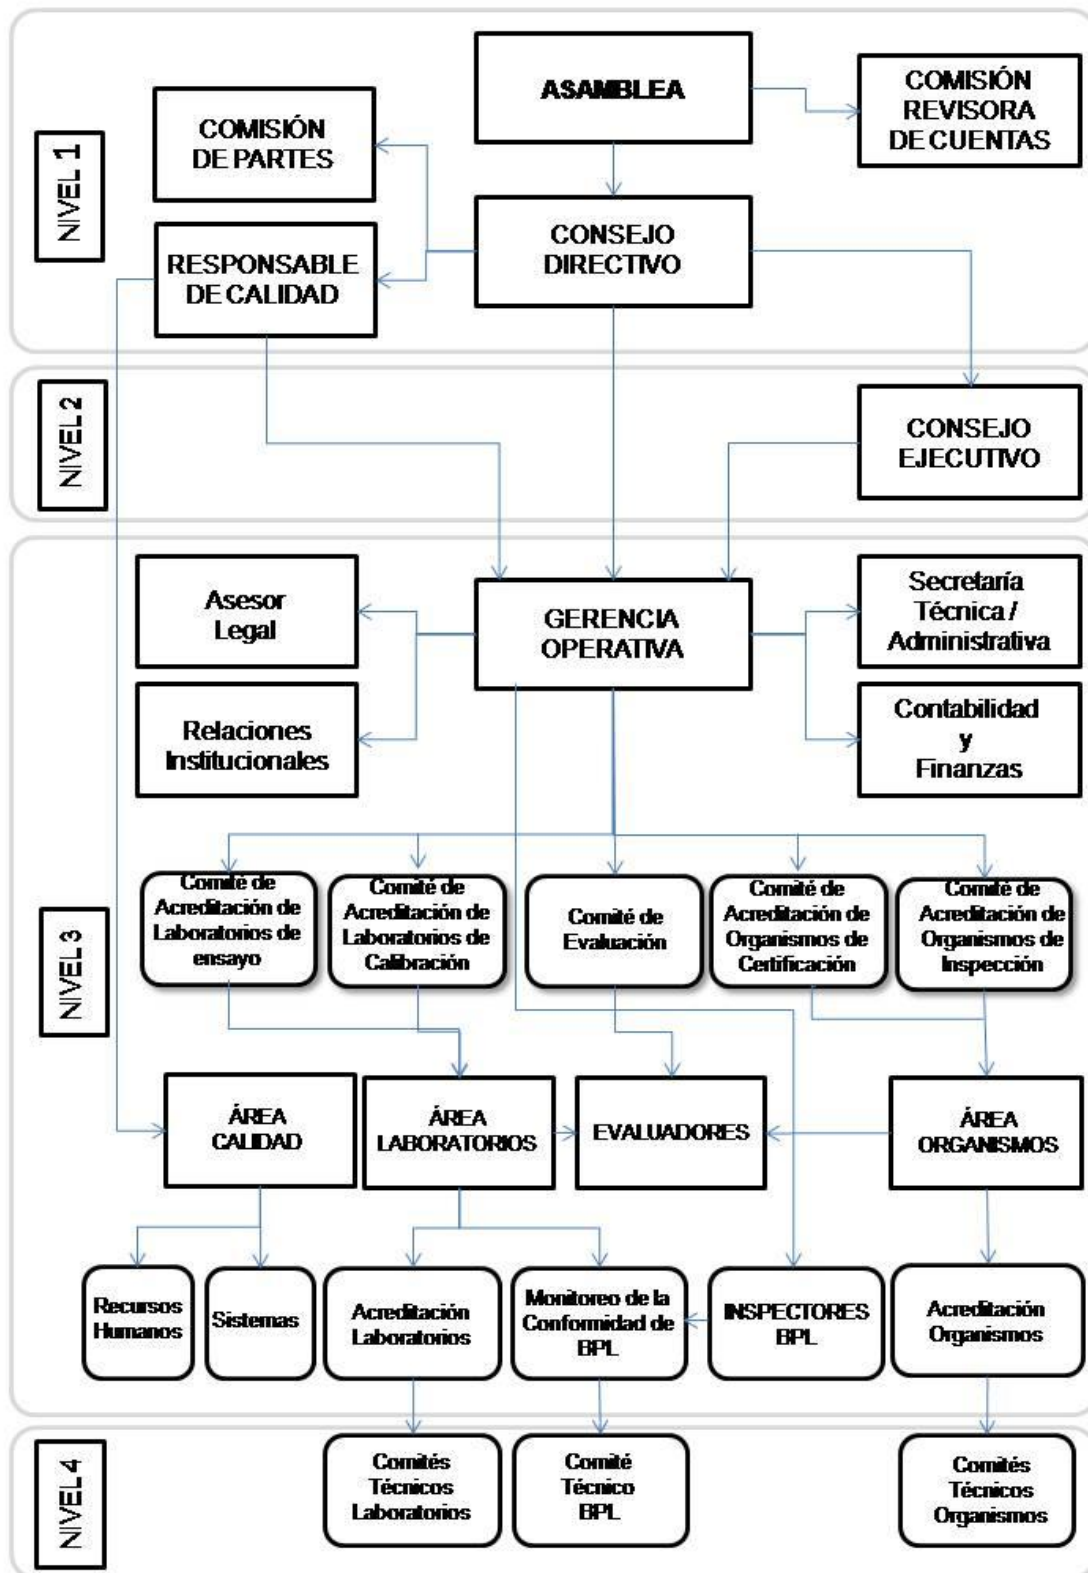 NIVEL 1
ASAMBLEA
COMISIÓN
REVISORA
DE CUENTAS
COMISIÓN
DE PARTES
CONSEJO
DIRECTIVO
RESPONSABLE
DE CALIDAD
NIVEL 2
CONSEJO
EJECUTIVO
NIVEL 3
Asesor
Legal
GERENCIA
OPERATIVA
Secretaría
Técnica /
Administrativa
Relaciones
Institucionales
Contabilidad
y
Finanzas
Comité de
Acreditación de
Laboratorios de
ensayo
Comité de
Acreditación de
Laboratorios de
Calibración
Comité de
Evaluación
Comité de
Acreditación de
Organismos de
Certificación
Comité de
Acreditación de
Organismos de
Inspección
ÁREA
CALIDAD
ÁREA
LABORATORIOS
EVALUADORES
ÁREA
ORGANISMOS
Recursos
Humanos
Sistemas
Acreditación
Laboratorios
Monitoreo de la
Conformidad de
BPL
INSPECTORES
BPL
Acreditación
Organismos
NIVEL 4
Comités
Técnicos
Laboratorios
Comité
Técnico
BPL
Comités
Técnicos
Organismos